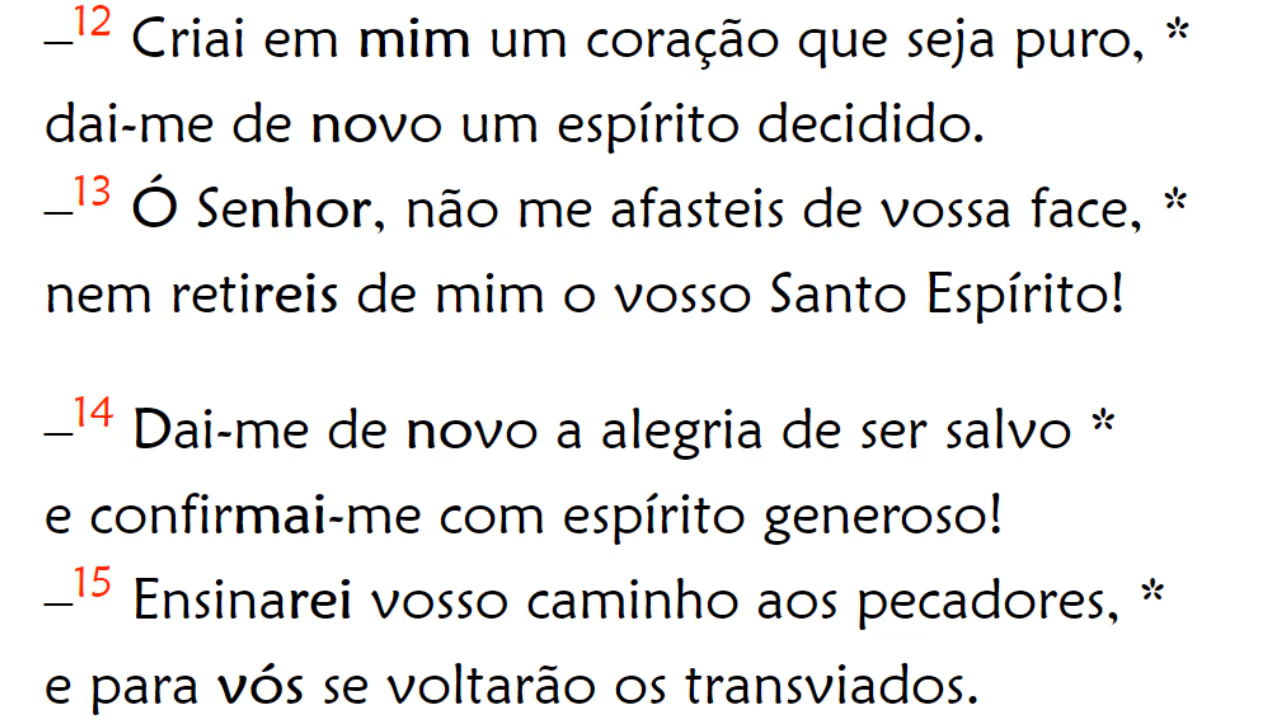 –12 Criai em mim um coração que seja puro, *
dai-me de novo um espírito decidido.
–13 Ó Senhor, não me afasteis de vossa face, *
nem retireis de mim o vosso Santo Espírito!
–14 Dai-me de novo a alegria de ser salvo *
e confirmai-me com espírito generoso!
–15 Ensinarei vosso caminho aos pecadores, *
e para vós se voltarão os transviados.